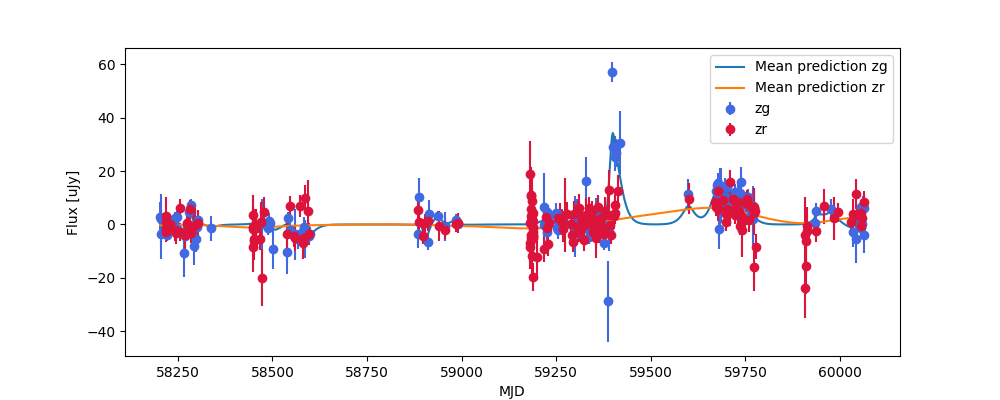 60
40
20
0
−20
−40
Flux [uJy]
58250
58500
58750
59000
59250
59500
59750
60000
MJD
Mean prediction zg
Mean prediction zr
zg
zr